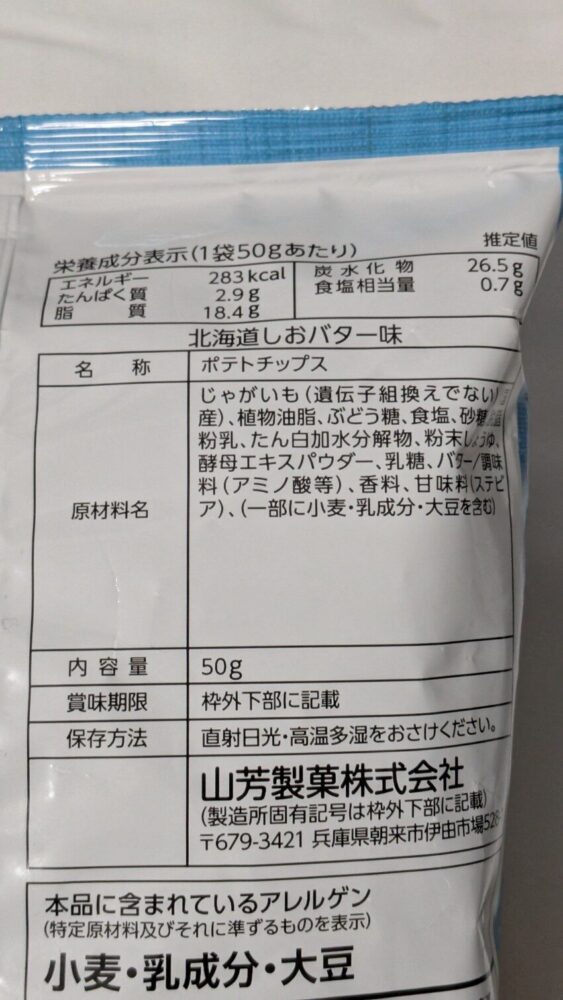 栄養成分表示(1袋50gあたり) 推定値
エネルギー 283kcal 炭水化物 26.5g
たんぱく質 2.9g 食塩相当量 0.7g
脂質 18.4g
北海道しおバター味
名称 ポテトチップス
原材料名
じゃがいも(遺伝子組換えでない)
産)、植物油脂、ぶどう糖、食塩、砂糖、
粉乳、たん白加水分解物、粉末しょうゆ、
酵母エキスパウダー、乳糖、バター/調味
料(アミノ酸等)、香料、甘味料(ステビ
ア)、(一部に小麦・乳成分・大豆を含む)
内容量 50g
賞味期限 枠外下部に記載
保存方法 直射日光・高温多湿をおさけください。
山芳製菓株式会社
(製造所固有記号は枠外下部に記載)
〒679-3421 兵庫県朝来市伊由市場
本品に含まれているアレルゲン
(特定原材料及びそれに準ずるものを表示)
小麦・乳成分・大豆